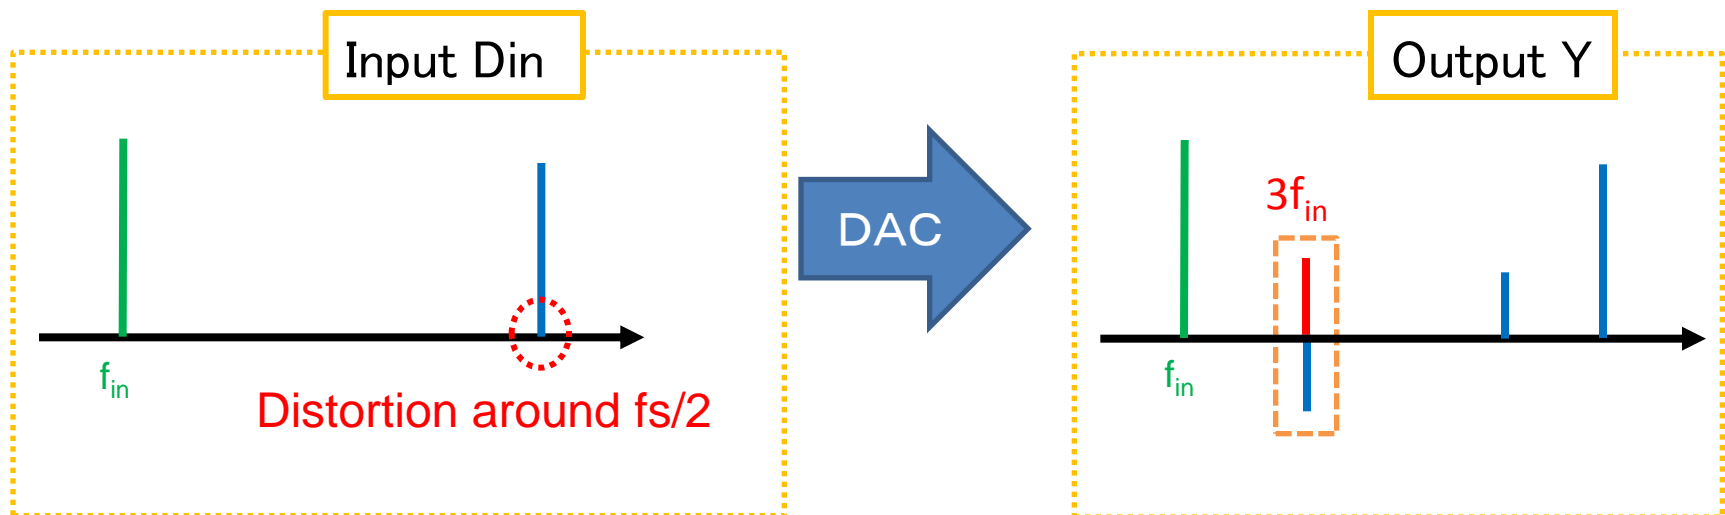 Input Din
f_in
Distortion around fs/2
DAC
Output Y
3f_in
f_in